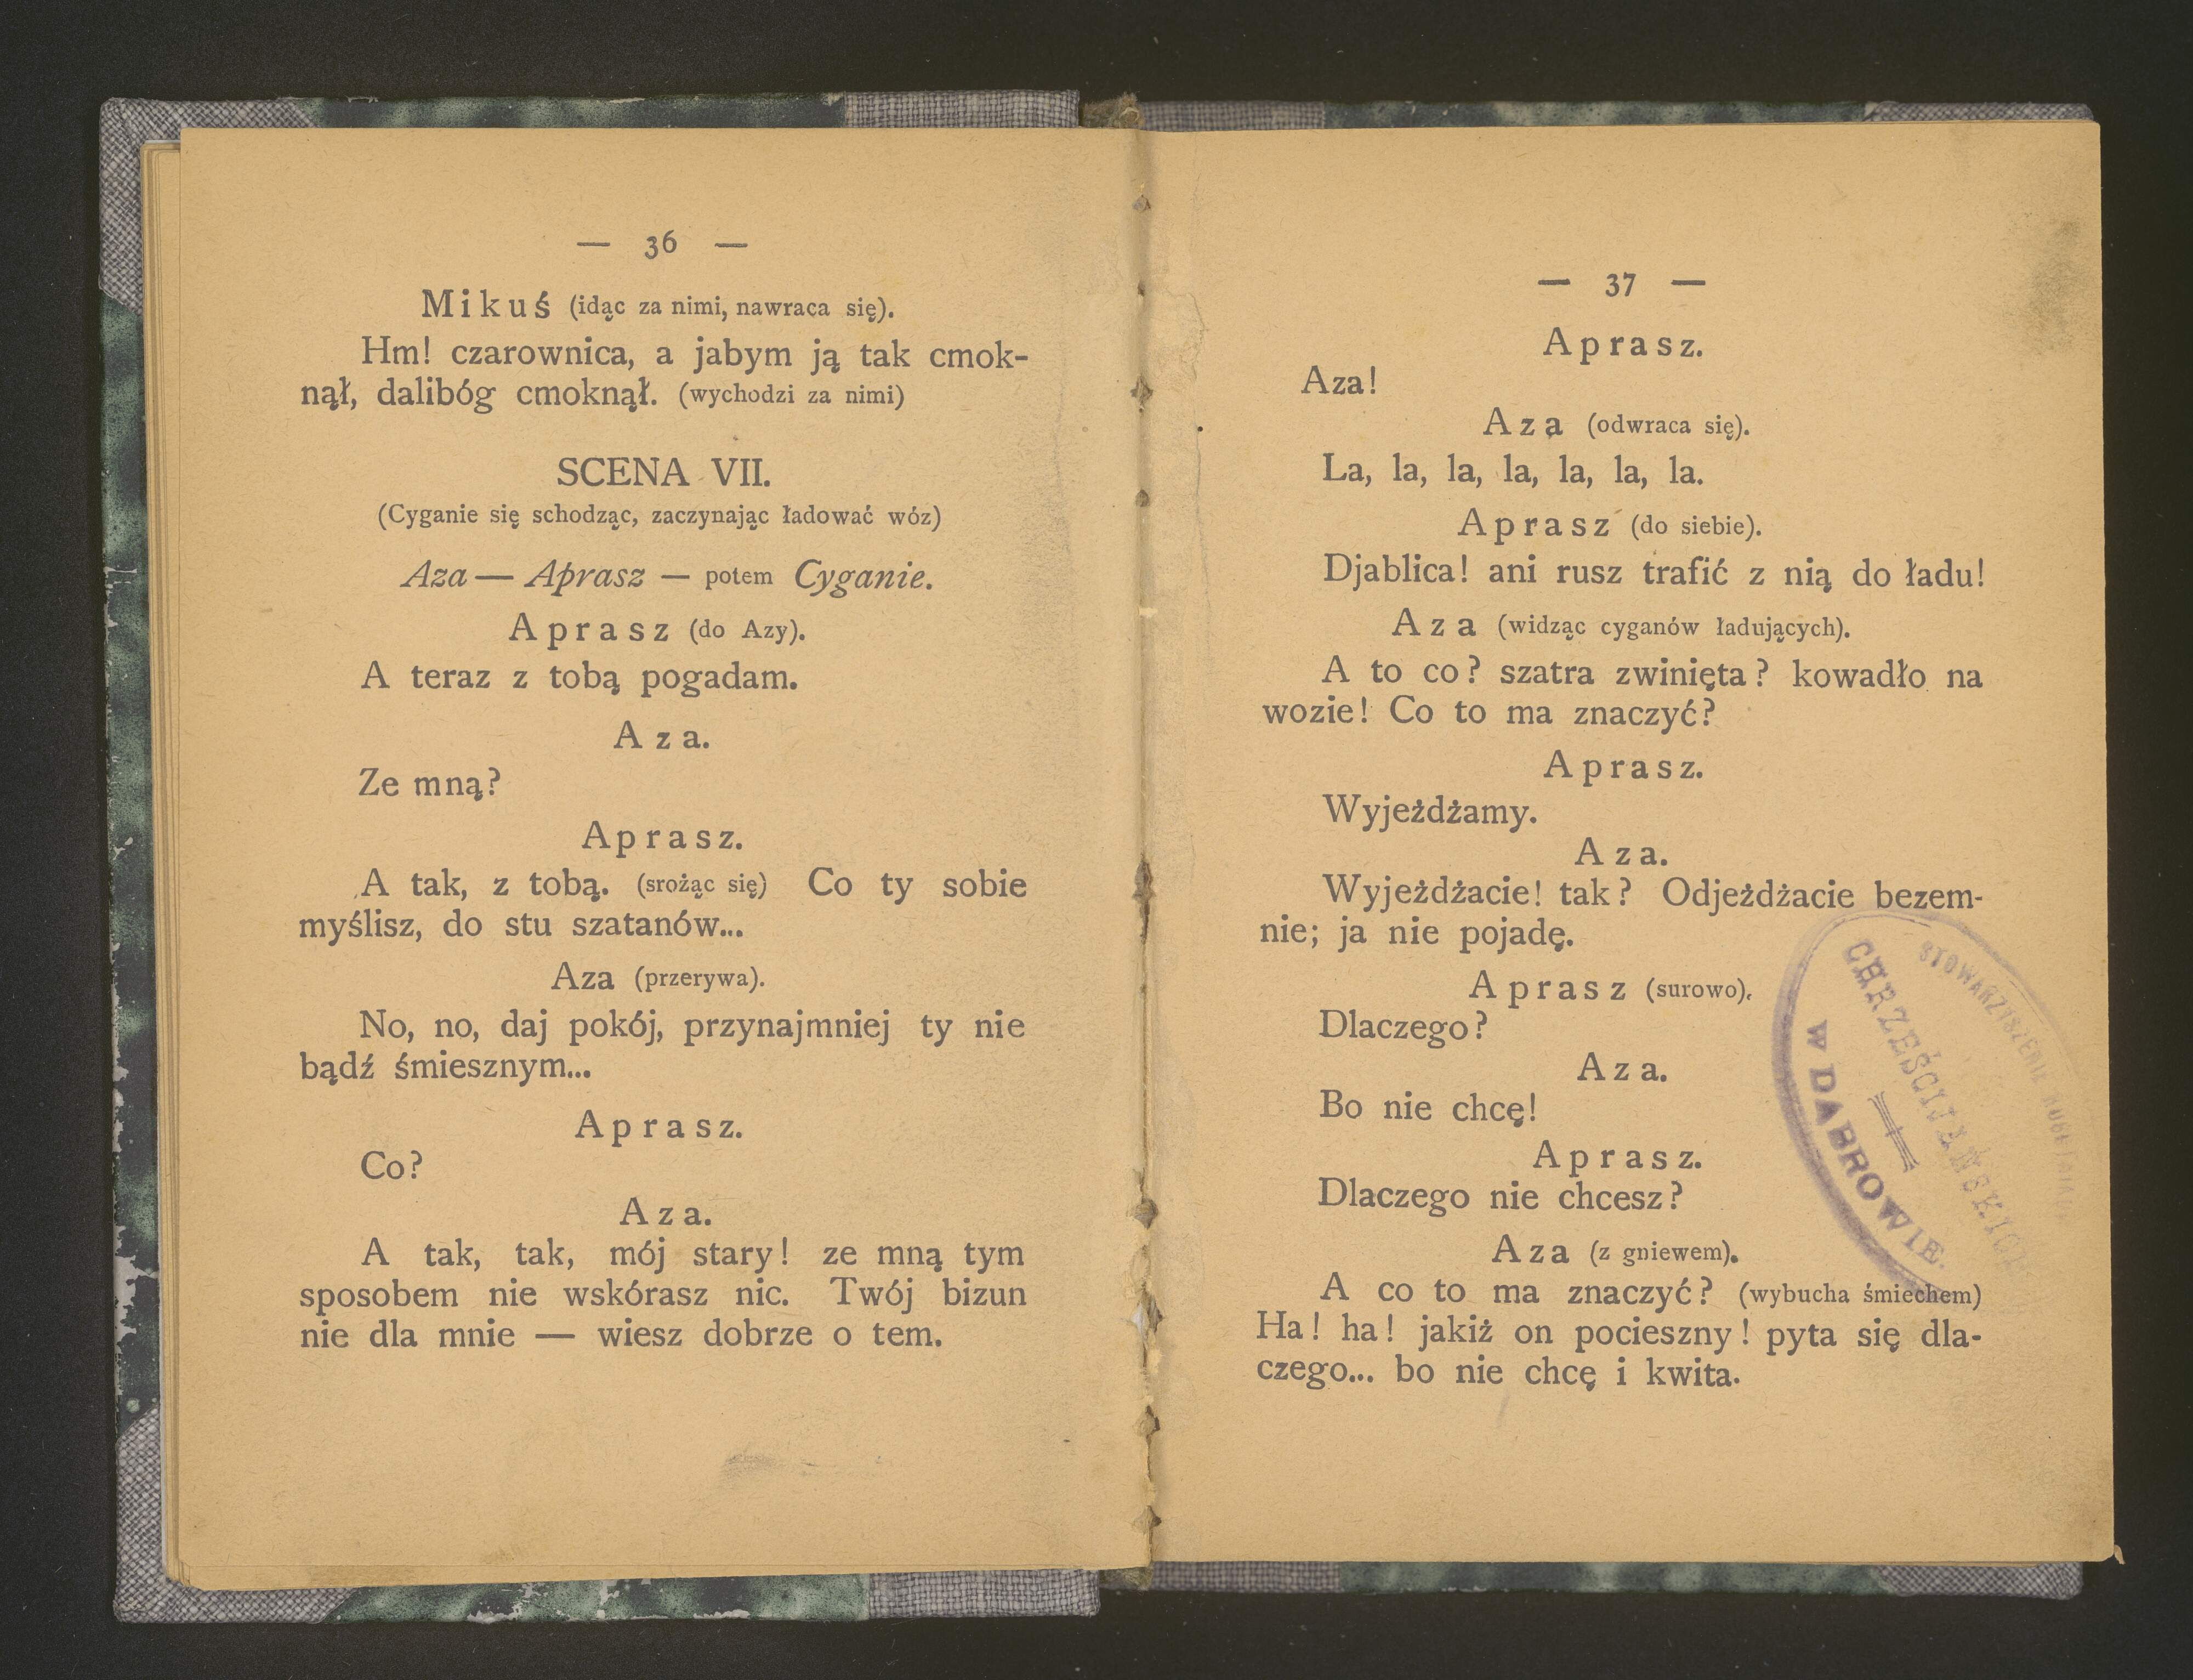 — 36 —
Mikuś (idąc za nimi, nawraca się).
Hm! czarownica, a jabym ją tak cmok-
nął, dalibóg cmoknął. (wychodzi za nimi)
SCENA VII.
(Cyganie się schodząc, zaczynając ładować wóz)
Aza — Aprasz — potem Cyganie.
Aprasz (do Azy).
A teraz z tobą pogadam.
Aza.
Ze mną?
Aprasz.
A tak, z tobą. (srożąc się) Co ty sobie
myślisz, do stu szatanów...
Aza (przerywa).
No, no, daj pokój, przynajmniej ty nie
bądź śmiesznym...
Aprasz.
Co?
Aza.
A tak, tak, mój stary! ze mną tym
sposobem nie wskórasz nic. Twój bizun
nie dla mnie — wiesz dobrze o tem.
— 37 —
Aprasz.
Aza!
Aza (odwraca się).
La, la, la, la, la, la, la.
Aprasz (do siebie).
Djablica! ani rusz trafić z nią do ładu!
Aza (widząc cyganów ładujących).
A to co? szatra zwinięta? kowadło na
wozie! Co to ma znaczyć?
Aprasz.
Wyjeżdżamy.
Aza.
Wyjeżdżacie! tak? Odjeżdżacie bezem-
nie; ja nie pojadę.
Aprasz (surowo).
Dlaczego?
Aza.
Bo nie chcę!
Aprasz.
Dlaczego nie chcesz?
Aza (z gniewem).
A co to ma znaczyć? (wybucha śmiechem)
Ha! ha! jakiż on pocieszny! pyta się dla-
czego... bo nie chcę i kwita.
STOWARZYSZENIE
CHRZEŚCIJAŃSKICH
W DĄBROWIE.